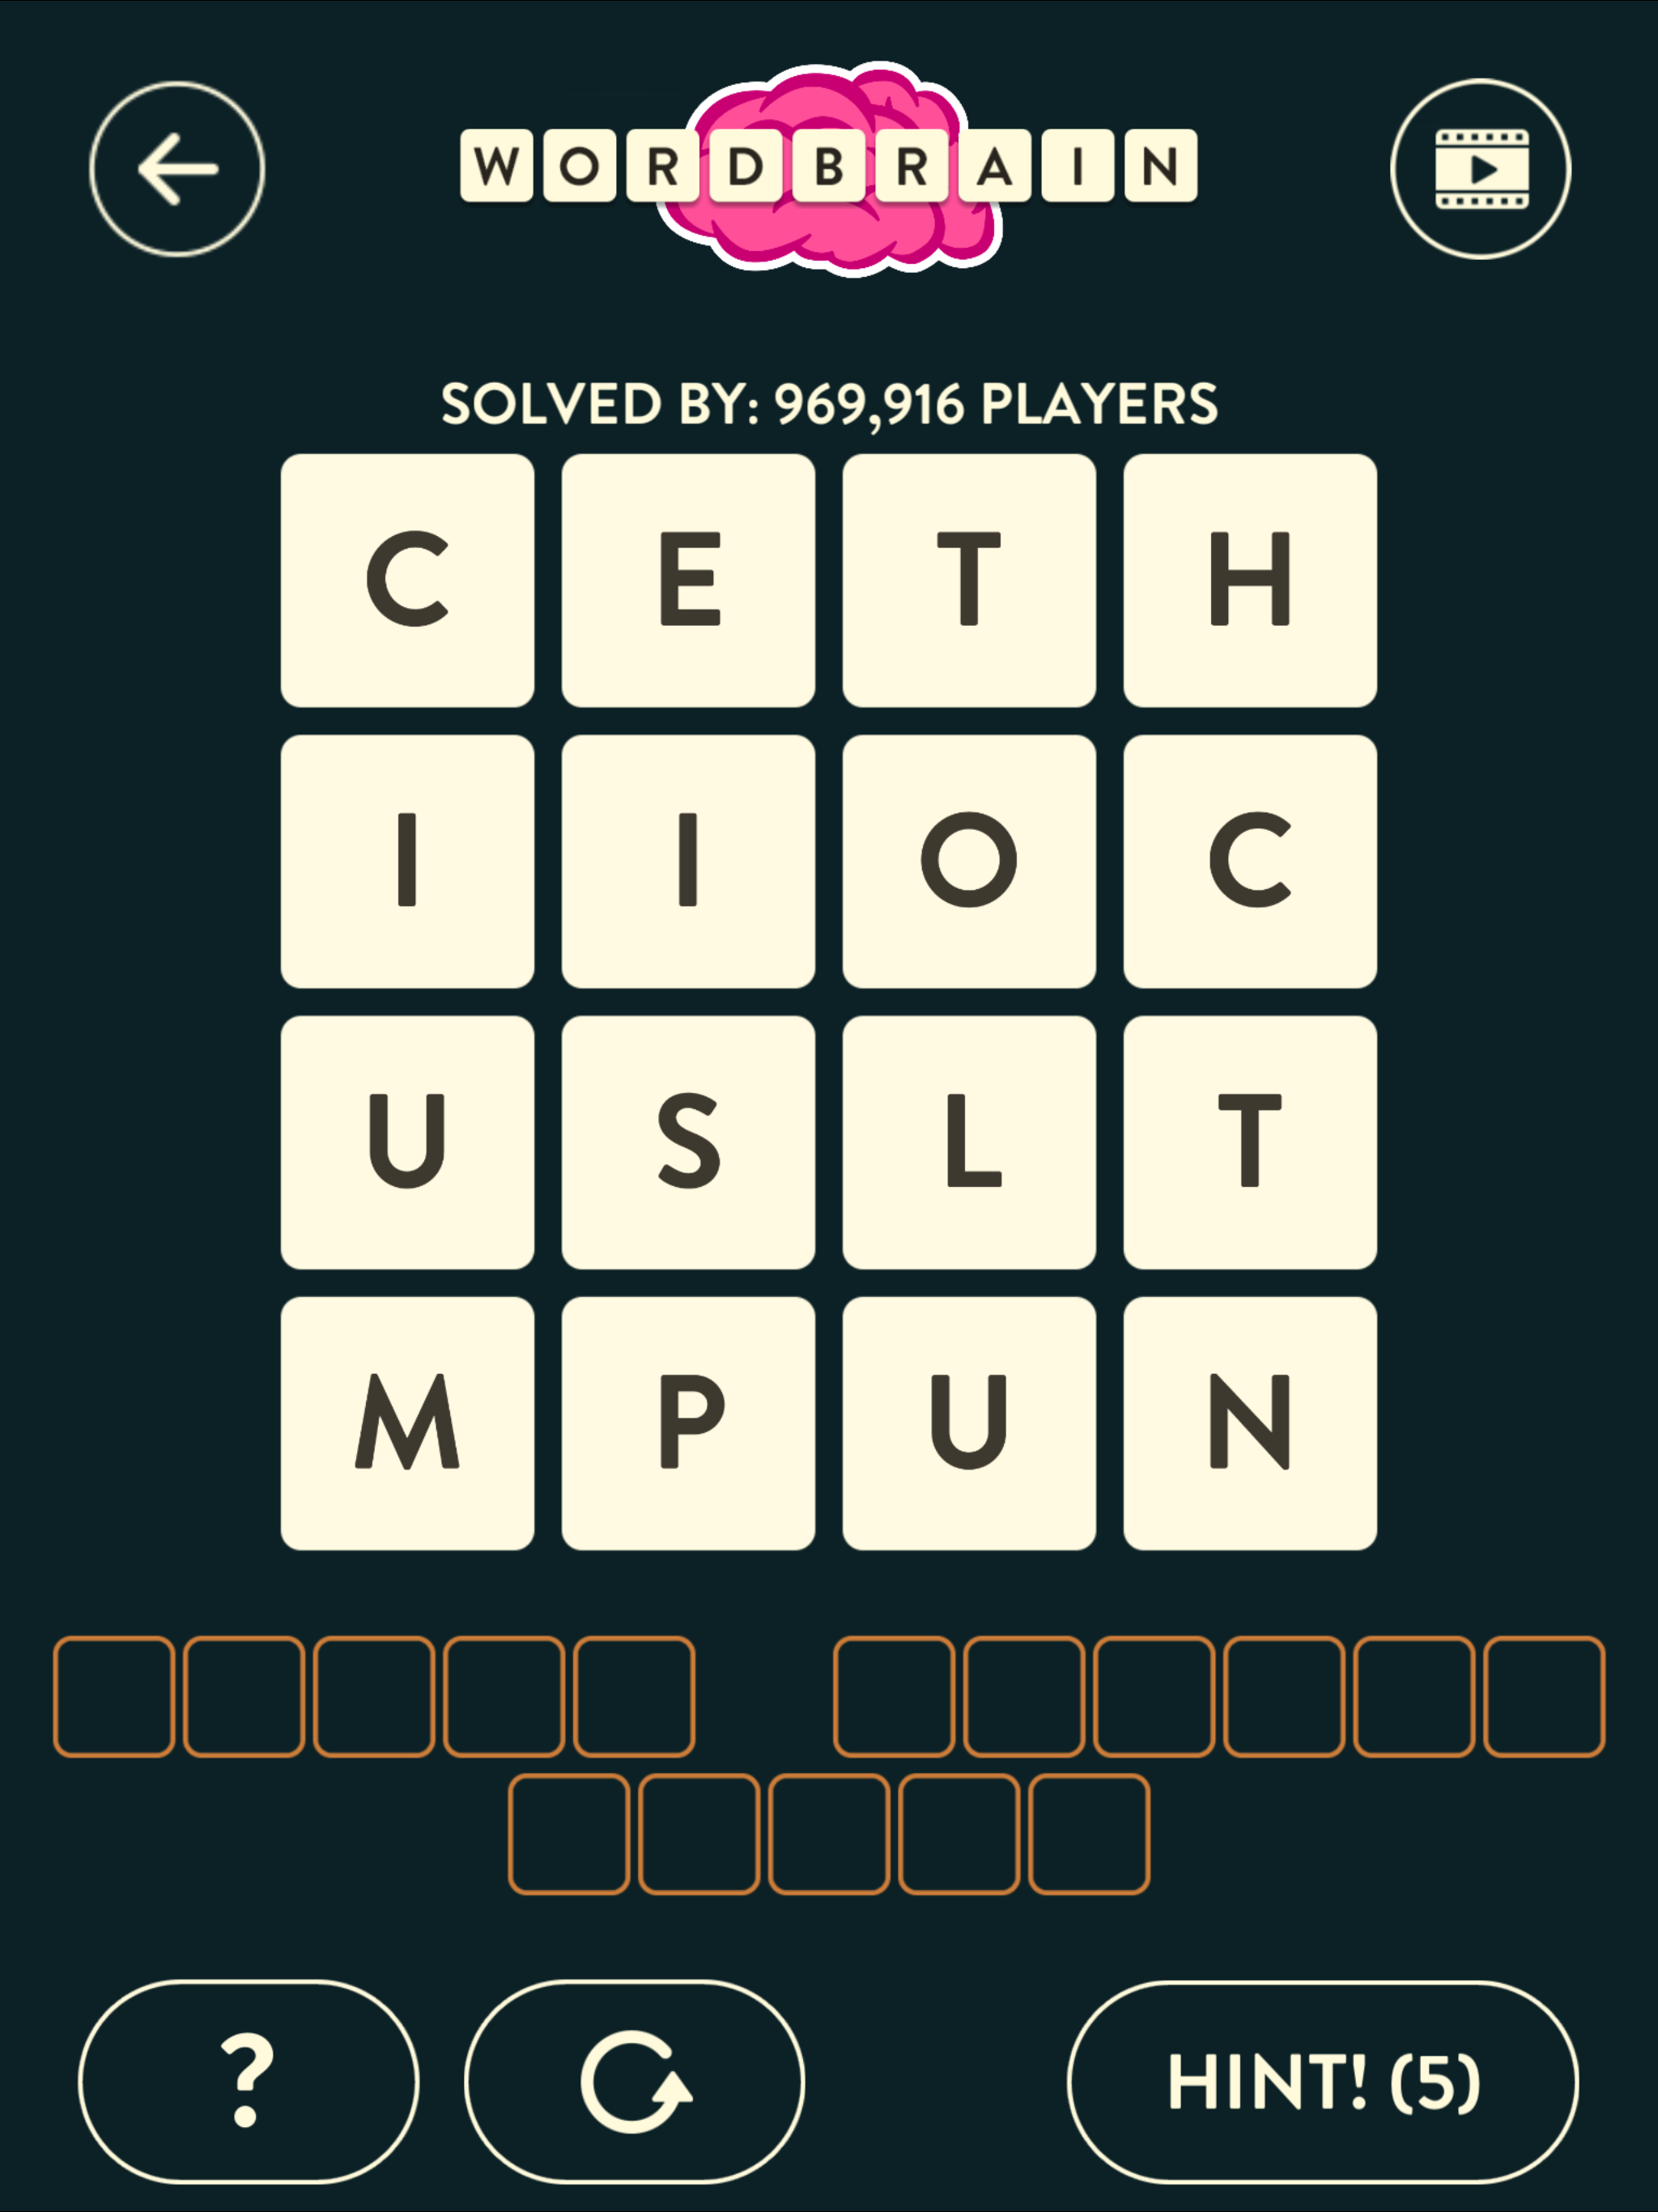 WORDBRAIN
SOLVED BY: 969,916 PLAYERS
C E T H
I I O C
U S L T
M P U N
? HINT! (5)